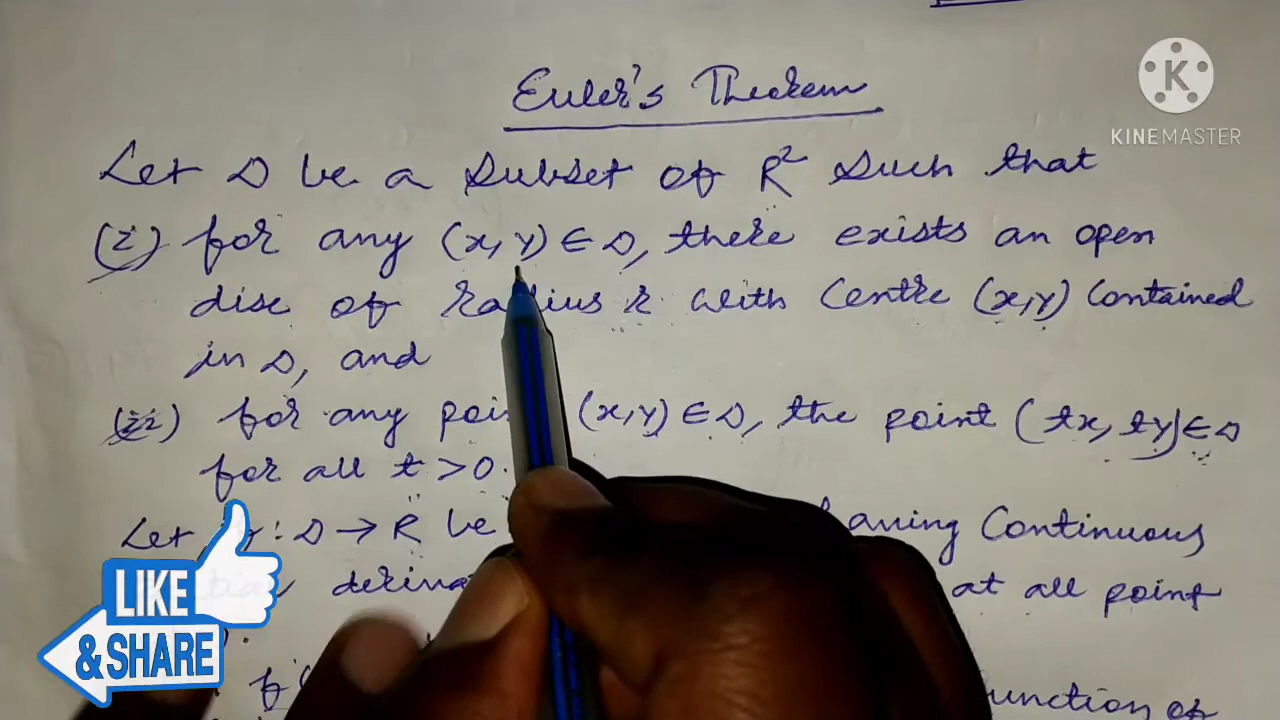 KINEMASTER
Euler's Theorem
Let D be a subset of R² such that
(i) for any (x, y) ∈ D, there exists an open
disc of radius r with centre (x, y) contained
in D, and
(ii) for any (x, y) ∈ D, the point (tx, ty) ∈ D
for all t > 0.
Let : D → R be having continuous
at all point
function of
LIKE
& SHARE